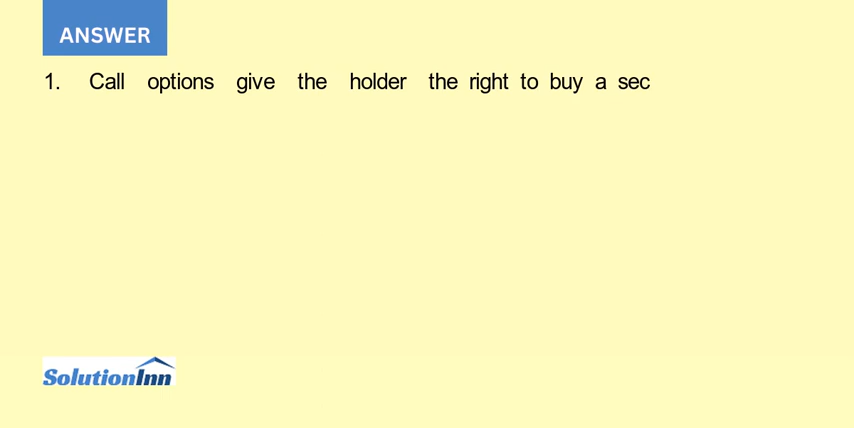 ANSWER
1. Call options give the holder the right to buy a sec
SolutionInn